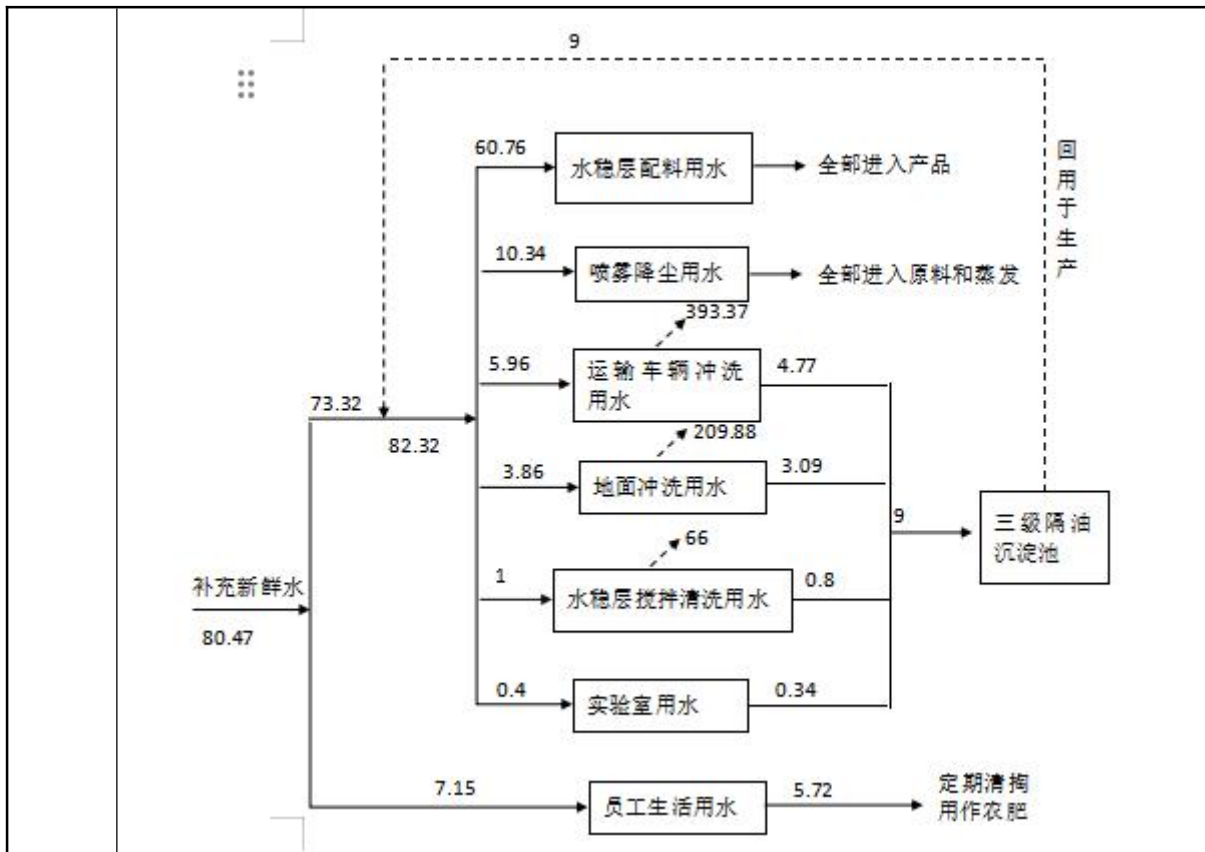 9
60.76
水稳层配料用水
全部进入产品
回用于生产
10.34
喷雾降尘用水
全部进入原料和蒸发
393.37
5.96
运输车辆冲洗
用水
4.77
73.32
82.32
209.88
3.86
地面冲洗用水
3.09
9
三级隔油
沉淀池
66
补充新鲜水
1
水稳层搅拌清洗用水
0.8
80.47
0.4
实验室用水
0.34
7.15
员工生活用水
5.72
定期清掏
用作农肥